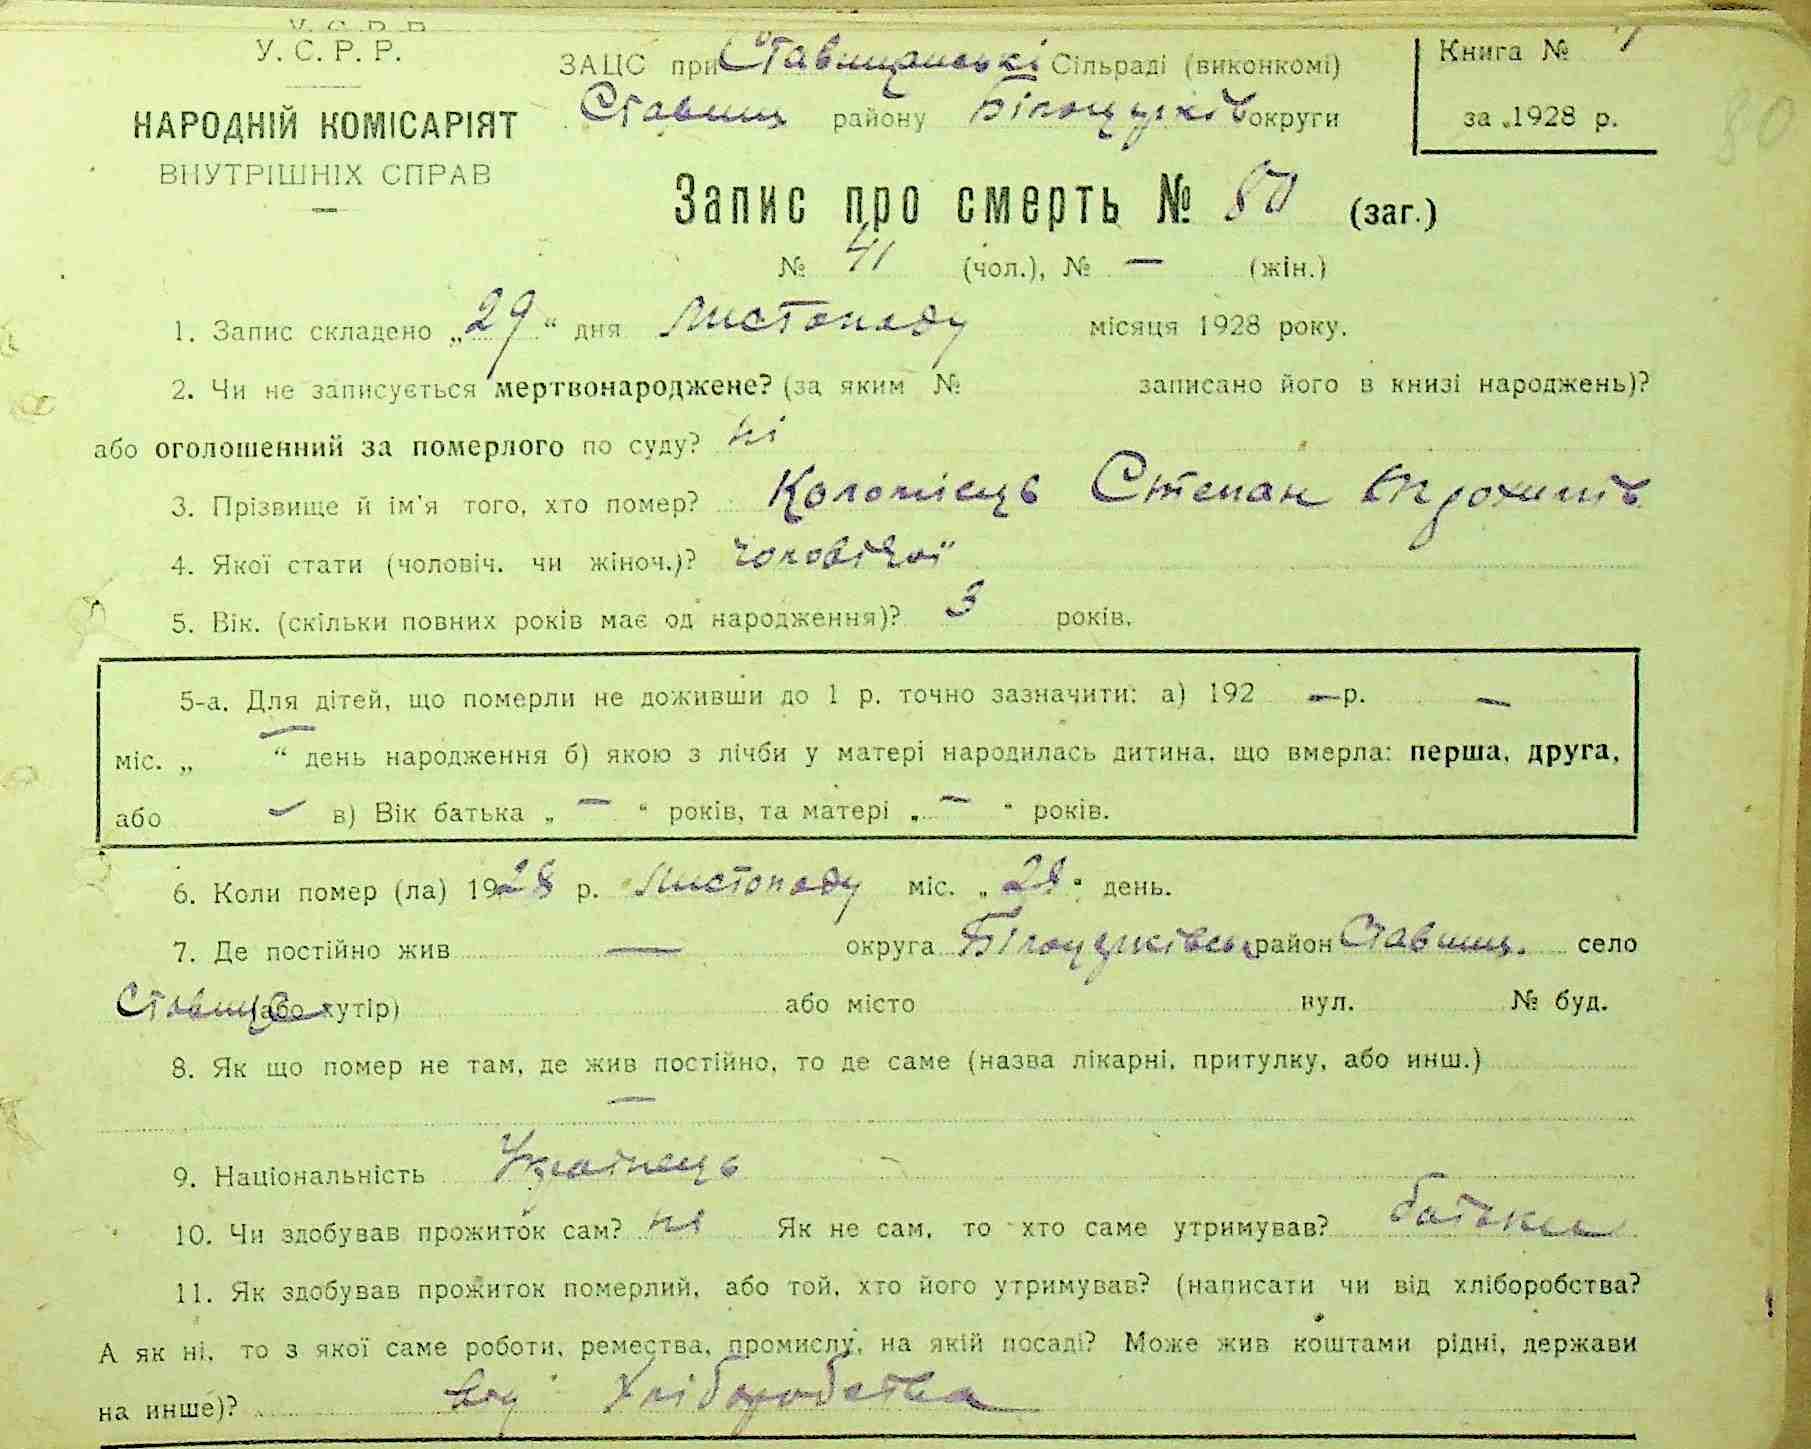 У. С. Р. Р.
У. С. Р. Р.
НАРОДНІЙ КОМІСАРІЯТ
ВНУТРІШНІХ СПРАВ
ЗАЦС при Ставищанські Сільраді (виконкомі)
Ставищ району Білоцерків округи
Книга № 1
за 1928 р.
80
Запис про смерть № 80 (заг.)
№ 41 (чол.), № — (жін.)
1. Запис складено „29“ дня листопаду місяця 1928 року.
2. Чи не записується мертвонароджене? (за яким № записано його в книзі народжень)?
або оголошенний за померлого по суду? ні
3. Прізвище й ім'я того, хто помер? Коломієць Степан
4. Якої стати (чоловіч. чи жіноч.)? чоловічої
5. Вік. (скільки повних років має од народження)? 3 років.
5-а. Для дітей, що померли не доживши до 1 р. точно зазначити: а) 192 — р. —
міс. „ — “ день народження б) якою з лічби у матері народилась дитина, що вмерла: перша, друга,
або — в) Вік батька „ — “ років, та матері „ — “ років.
6. Коли помер (ла) 1928 р. листопаду міс. „28“ день.
7. Де постійно жив — округа Білоцерківськ район Ставищ. село
Ставище (або хутір) або місто вул. № буд.
8. Як що помер не там, де жив постійно, то де саме (назва лікарні, притулку, або инш.)
—
9. Національність Українець
10. Чи здобував прожиток сам? ні Як не сам, то хто саме утримував? батьки
11. Як здобував прожиток померлий, або той, хто його утримував? (написати чи від хліборобства?
А як ні, то з якої саме роботи, ремества, промислу, на якій посаді? Може жив коштами рідні, держави
на инше)? від Хліборобства